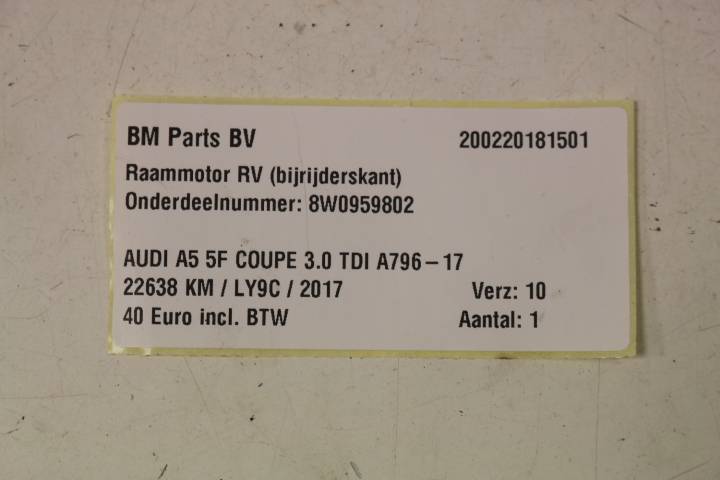 BM Parts BV 200220181501
Raammotor RV (bijrijderskant)
Onderdeelnummer: 8W0959802
AUDI A5 5F COUPE 3.0 TDI A796-17
22638 KM / LY9C / 2017 Verz: 10
40 Euro incl. BTW Aantal: 1